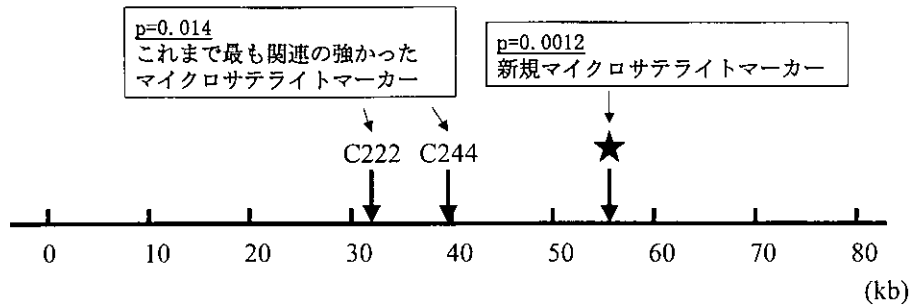 p=0.014
これまで最も関連の強かった
マイクロサテライトマーカー
p=0.0012
新規マイクロサテライトマーカー
C222 C244 ★
0 10 20 30 40 50 60 70 80
(kb)